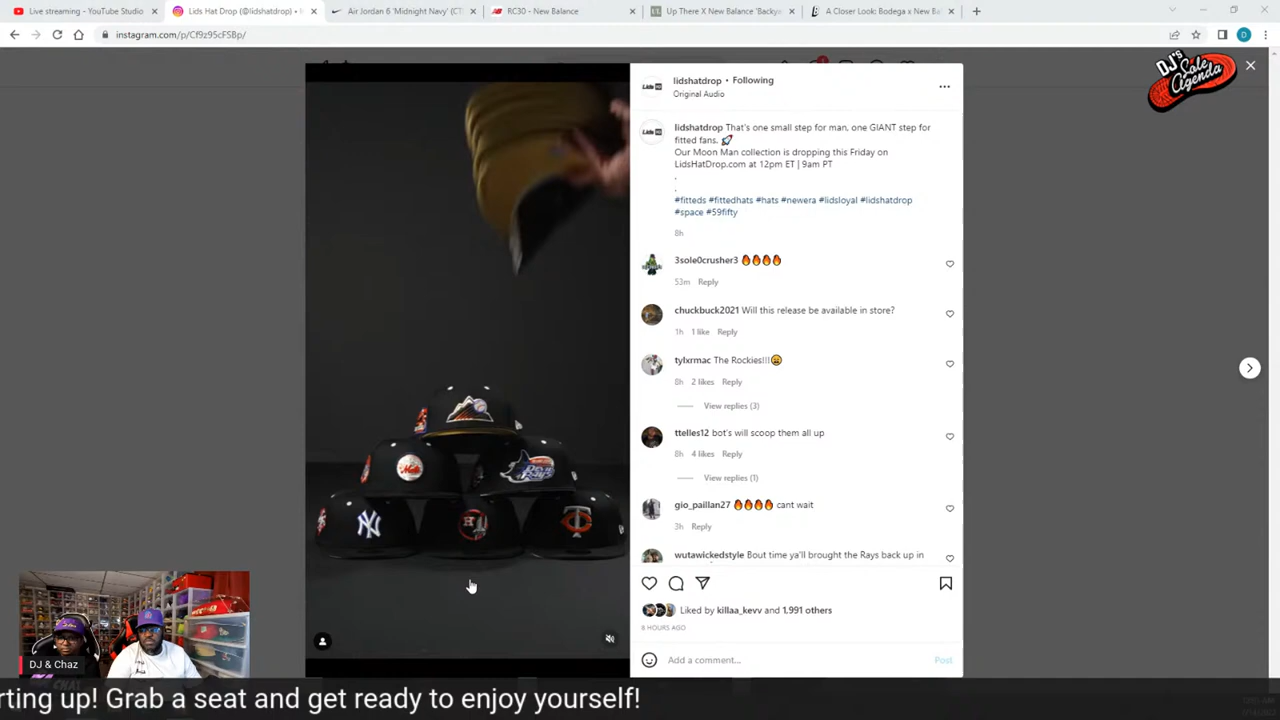 Live streaming - YouTube Studio
Lids Hat Drop (@lidshatdrop) •
Air Jordan 6 'Midnight Navy' (CT
RC30 - New Balance
Up There X New Balance 'Backya
A Closer Look: Bodega x New Ba
instagram.com/p/Cf9z95cFSBp/
DJ's
Sole
Agenda
lidshatdrop • Following
Original Audio
lidshatdrop That's one small step for man, one GIANT step for
fitted fans. 🚀
Our Moon Man collection is dropping this Friday on
LidsHatDrop.com at 12pm ET | 9am PT
.
.
#fitteds #fittedhats #hats #newera #lidsloyal #lidshatdrop
#space #59fifty
8h
3sole0crusher3 🔥🔥🔥🔥
53m Reply
chuckbuck2021 Will this release be available in store?
1h 1 like Reply
tylxrmac The Rockies!!!😩
8h 2 likes Reply
View replies (3)
ttelles12 bot's will scoop them all up
8h 4 likes Reply
View replies (1)
gio_paillan27 🔥🔥🔥🔥 cant wait
3h Reply
wutawickedstyle Bout time ya'll brought the Rays back up in
Liked by killaa_kevv and 1,991 others
8 HOURS AGO
Add a comment...
Post
Mets
NY
H
T
C
DJ & Chaz
rting up! Grab a seat and get ready to enjoy yourself!